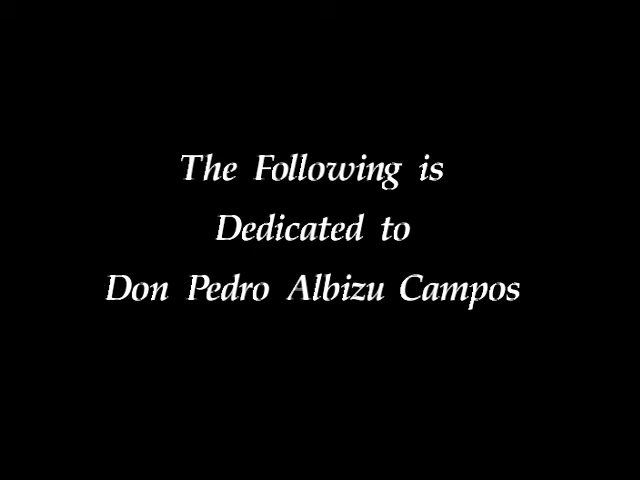 The Following is
Dedicated to
Don Pedro Albizu Campos